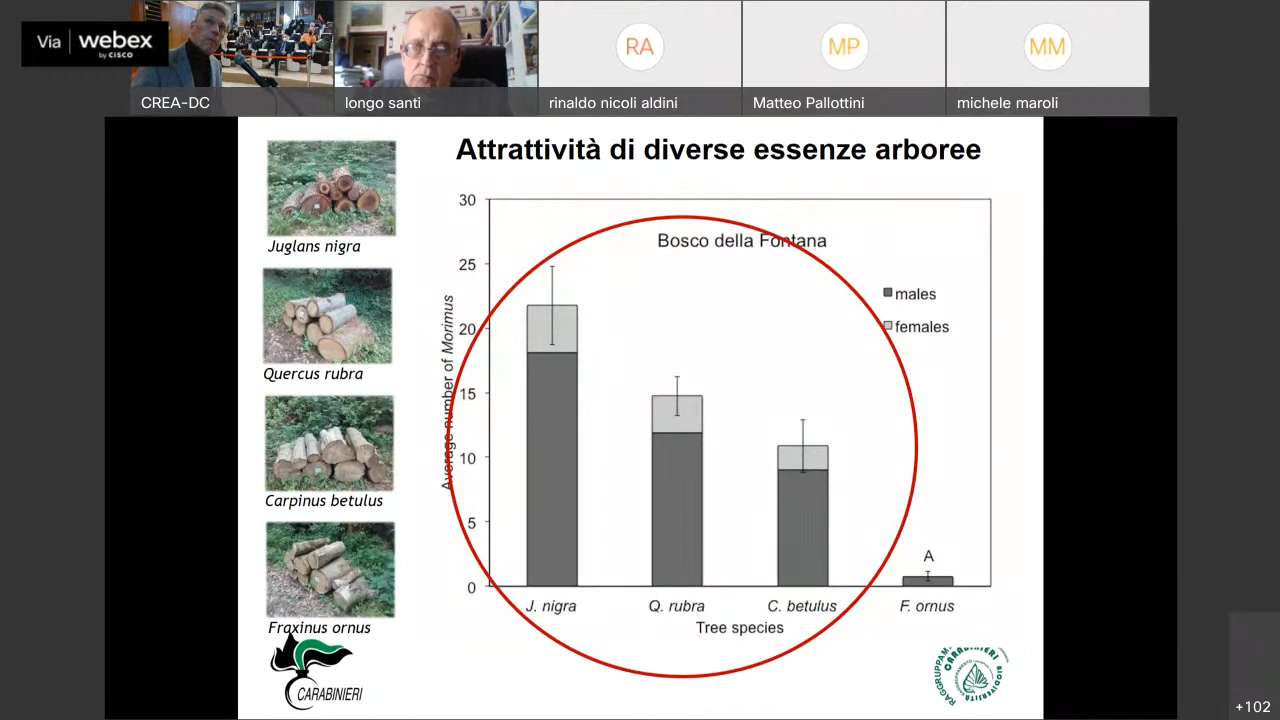 Via webex
by CISCO
CREA-DC
longo santi
RA
rinaldo nicoli aldini
MP
Matteo Pallottini
MM
michele maroli
Attrattività di diverse essenze arboree
Juglans nigra
Quercus rubra
Carpinus betulus
Fraxinus ornus
CARABINIERI
Bosco della Fontana
males
females
Average number of Morimus
30
25
20
15
10
5
0
A
J. nigra
Q. rubra
C. betulus
F. ornus
Tree species
CARABINIERI
BIODIVERSITÀ
+102